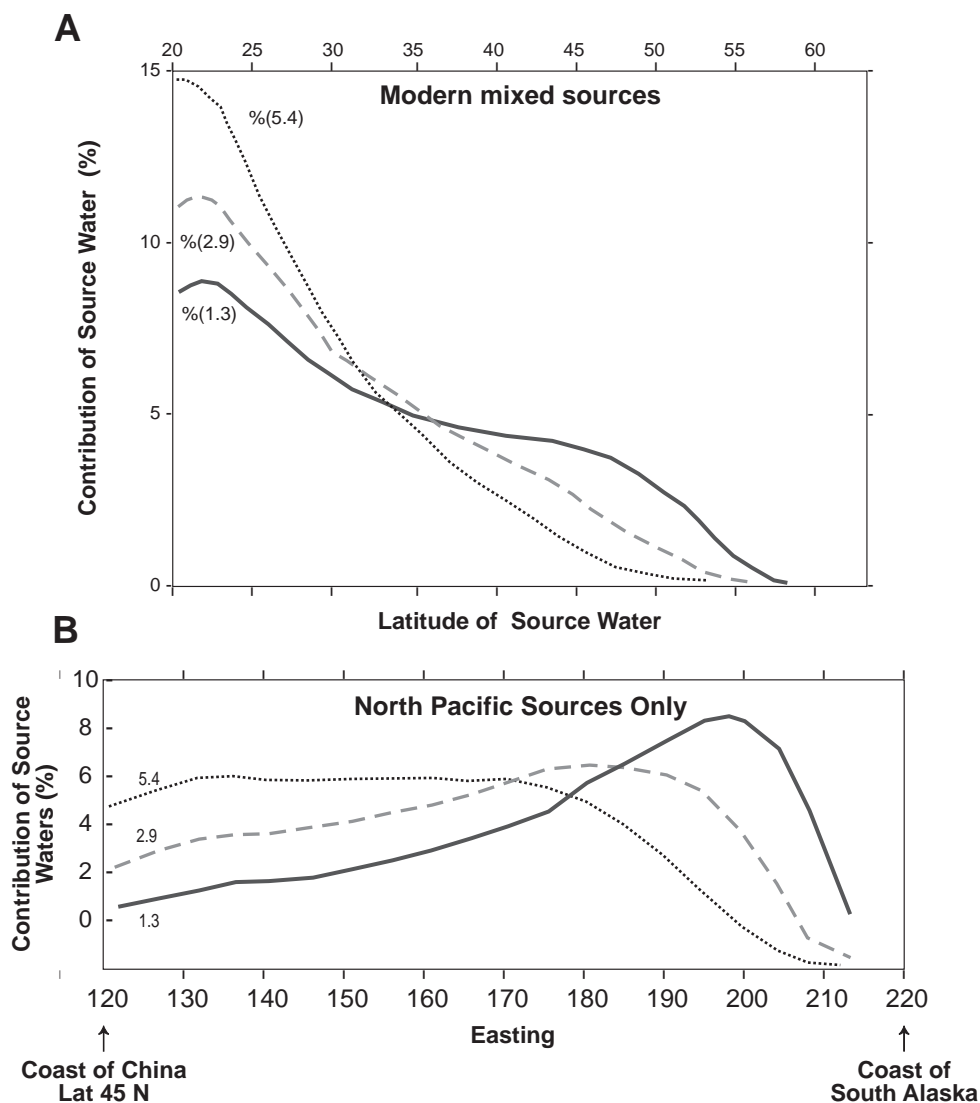 A
20 25 30 35 40 45 50 55 60
Modern mixed sources
15
10
5
0
Contribution of Source Water (%)
%(5.4)
%(2.9)
%(1.3)
Latitude of Source Water
B
North Pacific Sources Only
10
8
6
4
2
0
Contribution of Source
Waters (%)
5.4
2.9
1.3
120 130 140 150 160 170 180 190 200 210 220
Easting
Coast of China
Lat 45 N
Coast of
South Alaska